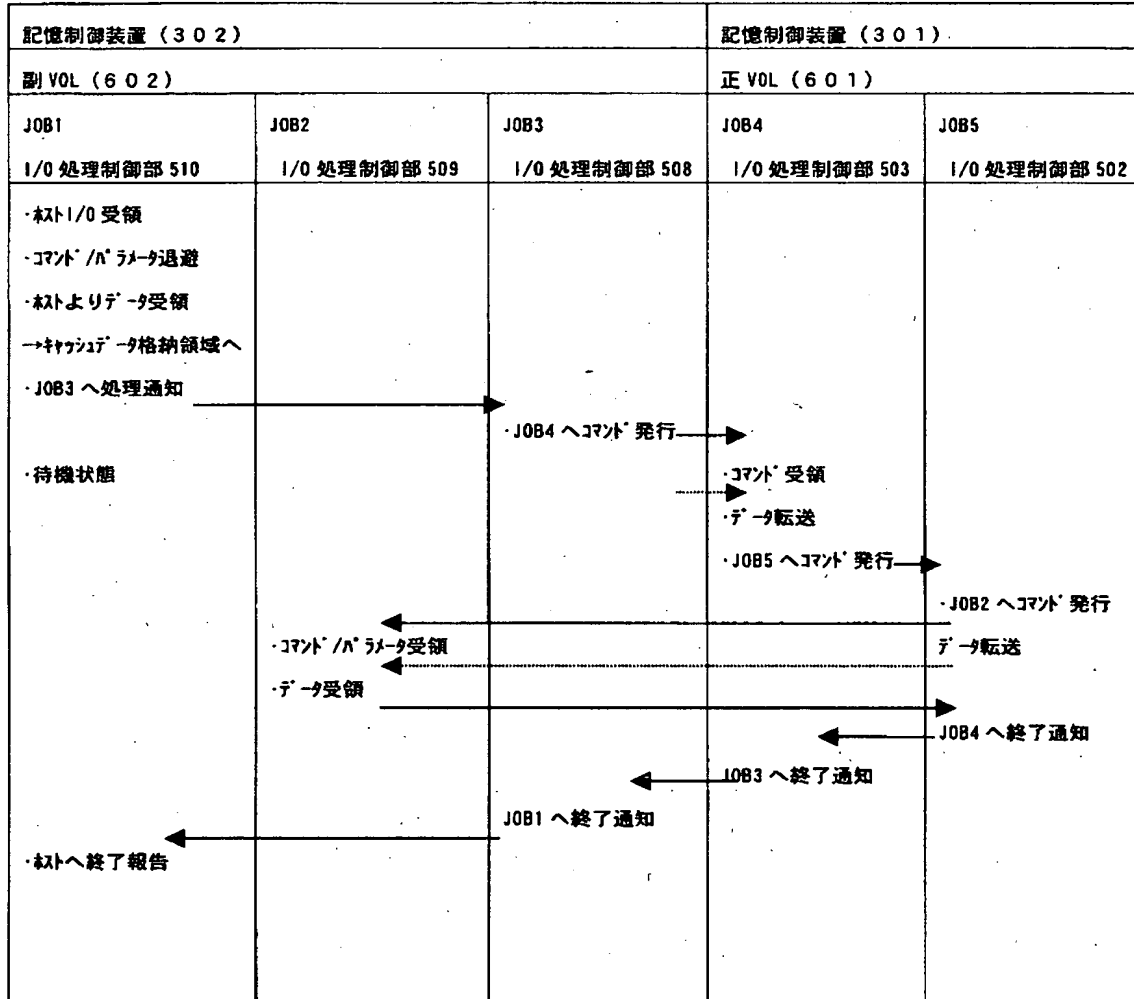 記憶制御装置（３０２）
記憶制御装置（３０１）
副 VOL（６０２）
正 VOL（６０１）
JOB1
JOB2
JOB3
JOB4
JOB5
I/O 処理制御部 510
I/O 処理制御部 509
I/O 処理制御部 508
I/O 処理制御部 503
I/O 処理制御部 502
・ﾎｽﾄI/O 受領
・ｺﾏﾝﾄﾞ/ﾊﾟﾗﾒｰﾀ退避
・ﾎｽﾄよりﾃﾞｰﾀ受領
→ｷｬｯｼｭﾃﾞｰﾀ格納領域へ
・JOB3 へ処理通知
・JOB4 へｺﾏﾝﾄﾞ発行
・待機状態
・ｺﾏﾝﾄﾞ受領
・ﾃﾞｰﾀ転送
・JOB5 へｺﾏﾝﾄﾞ発行
・JOB2 へｺﾏﾝﾄﾞ発行
・ｺﾏﾝﾄﾞ/ﾊﾟﾗﾒｰﾀ受領
ﾃﾞｰﾀ転送
・ﾃﾞｰﾀ受領
JOB4 へ終了通知
JOB3 へ終了通知
JOB1 へ終了通知
・ﾎｽﾄへ終了報告